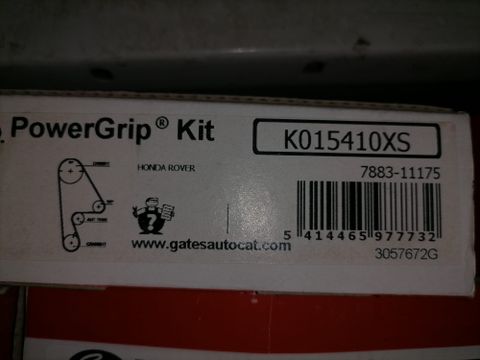 PowerGrip® Kit
K015410XS
HONDA ROVER
7883-11175
?
www.gatesautocat.com
5 414465 977732
3057672G